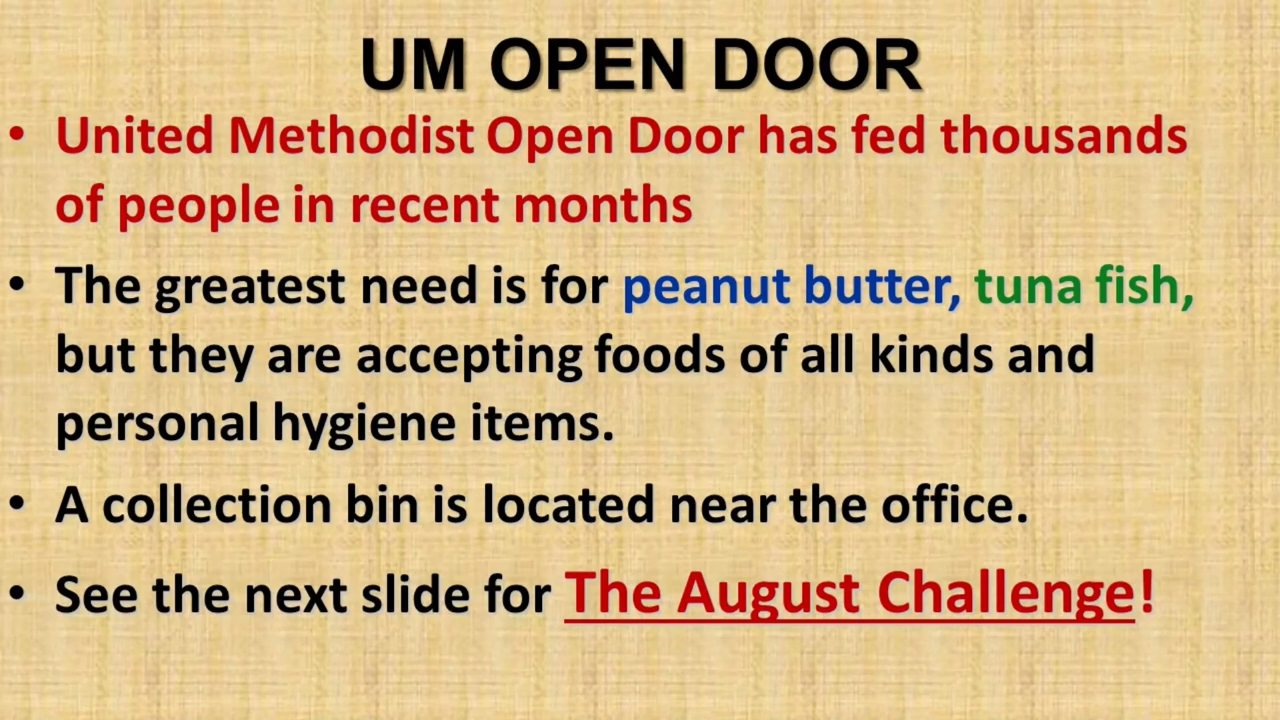 UM OPEN DOOR
• United Methodist Open Door has fed thousands
of people in recent months
• The greatest need is for peanut butter, tuna fish,
but they are accepting foods of all kinds and
personal hygiene items.
• A collection bin is located near the office.
• See the next slide for The August Challenge!